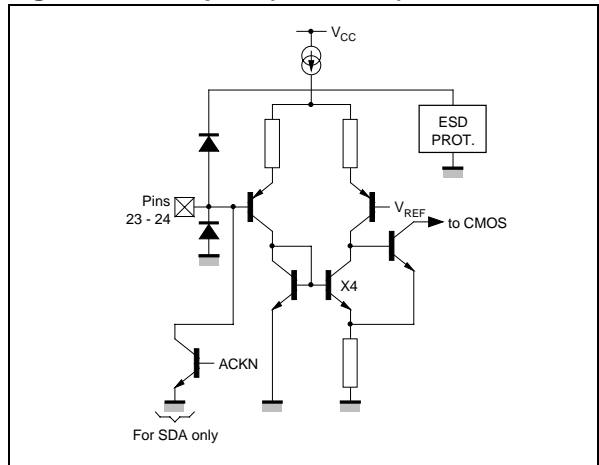 VCC
ESD
PROT.
Pins
23 - 24
VREF
to CMOS
X4
ACKN
For SDA only